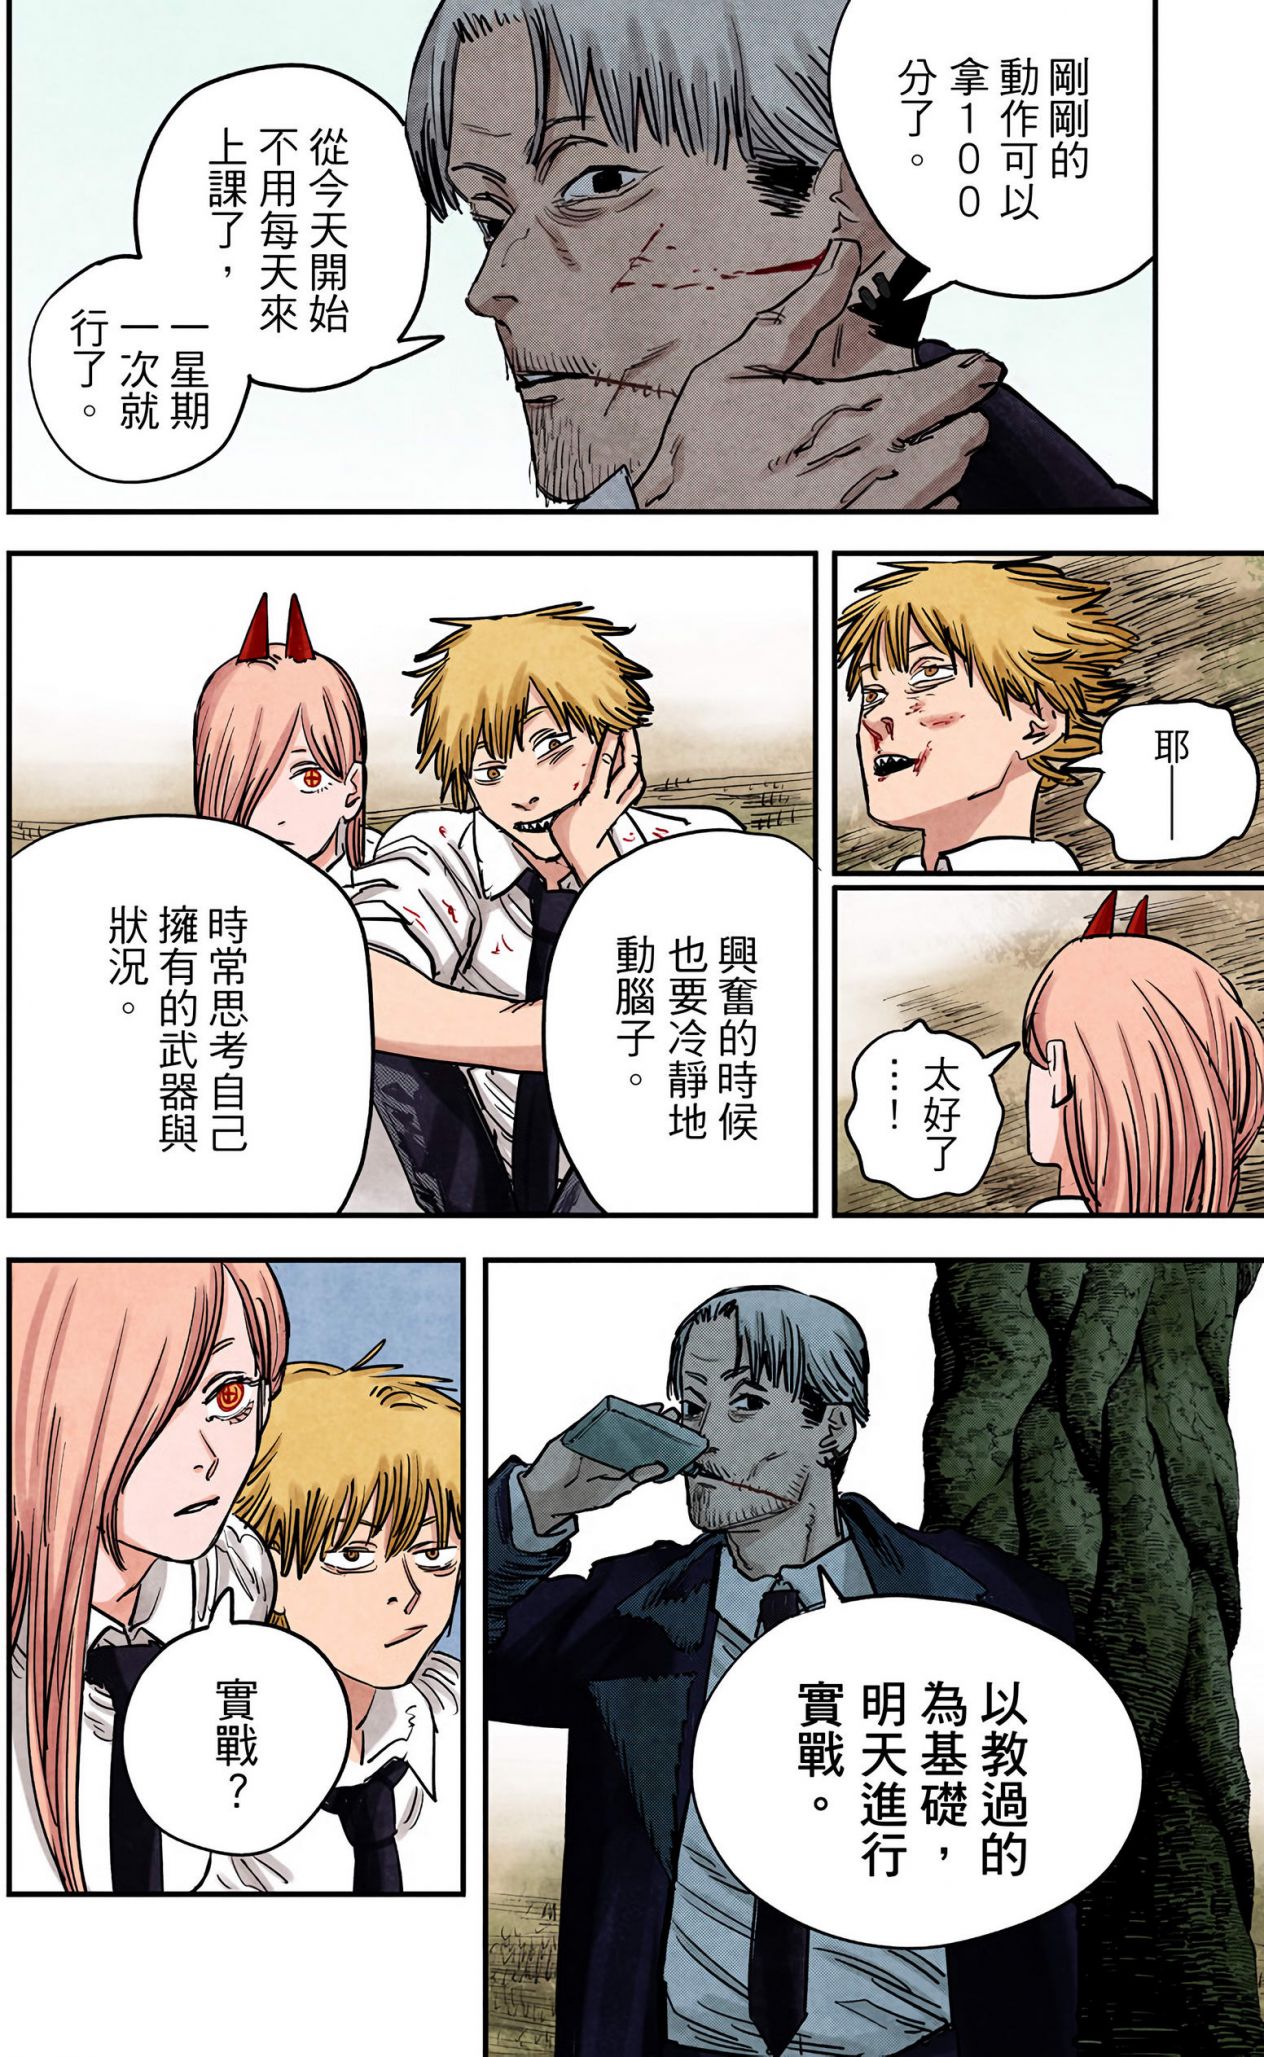 剛剛的
動作可以
拿１００
分了。
從今天開始
不用每天來
上課了，
一星期
一次就
行了。
耶——
太好了
…！
興奮的時候
也要冷靜地
動腦子。
時常思考自己
擁有的武器與
狀況。
以教過的
為基礎，
明天進行
實戰。
實戰？